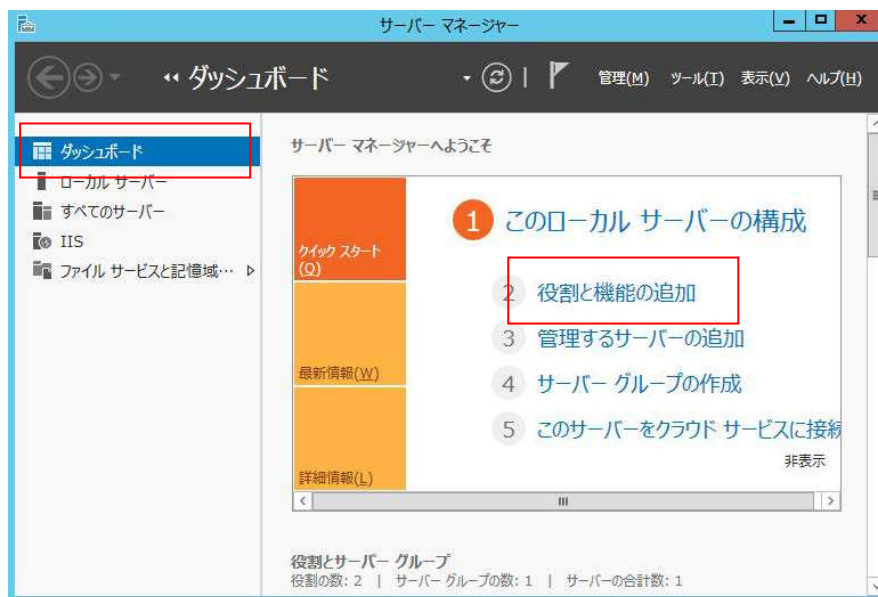 サーバー マネージャー
ダッシュボード
管理(M) ツール(T) 表示(V) ヘルプ(H)
ダッシュボード
ローカル サーバー
すべてのサーバー
IIS
ファイル サービスと記憶域…
サーバー マネージャーへようこそ
クイック スタート
(Q)
最新情報(W)
詳細情報(L)
1 このローカル サーバーの構成
2 役割と機能の追加
3 管理するサーバーの追加
4 サーバー グループの作成
5 このサーバーをクラウド サービスに接続
非表示
役割とサーバー グループ
役割の数: 2 | サーバー グループの数: 1 | サーバーの合計数: 1